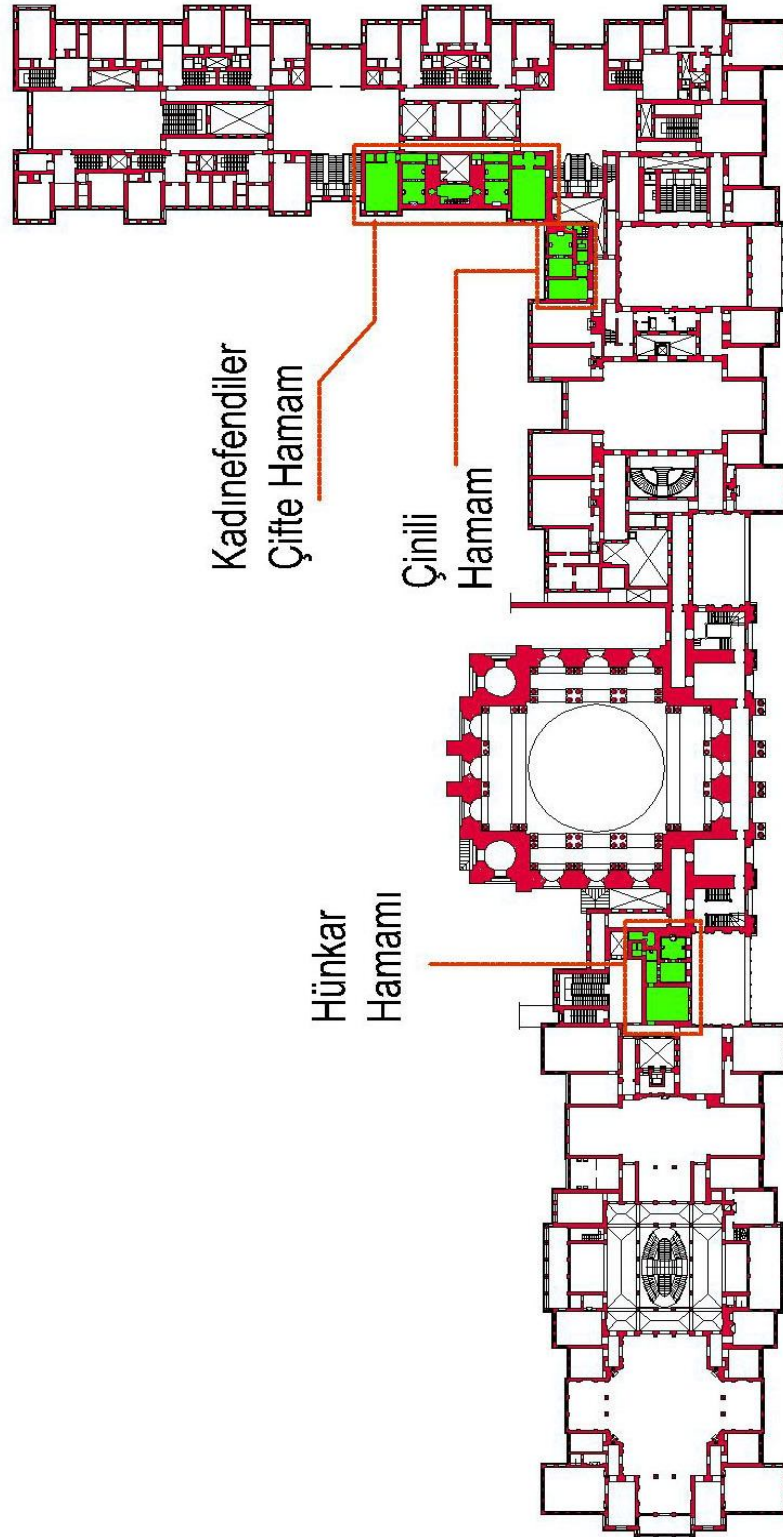 Kadınefendiler
Çifte Hamam
Çinili
Hamam
Hünkar
Hamamı